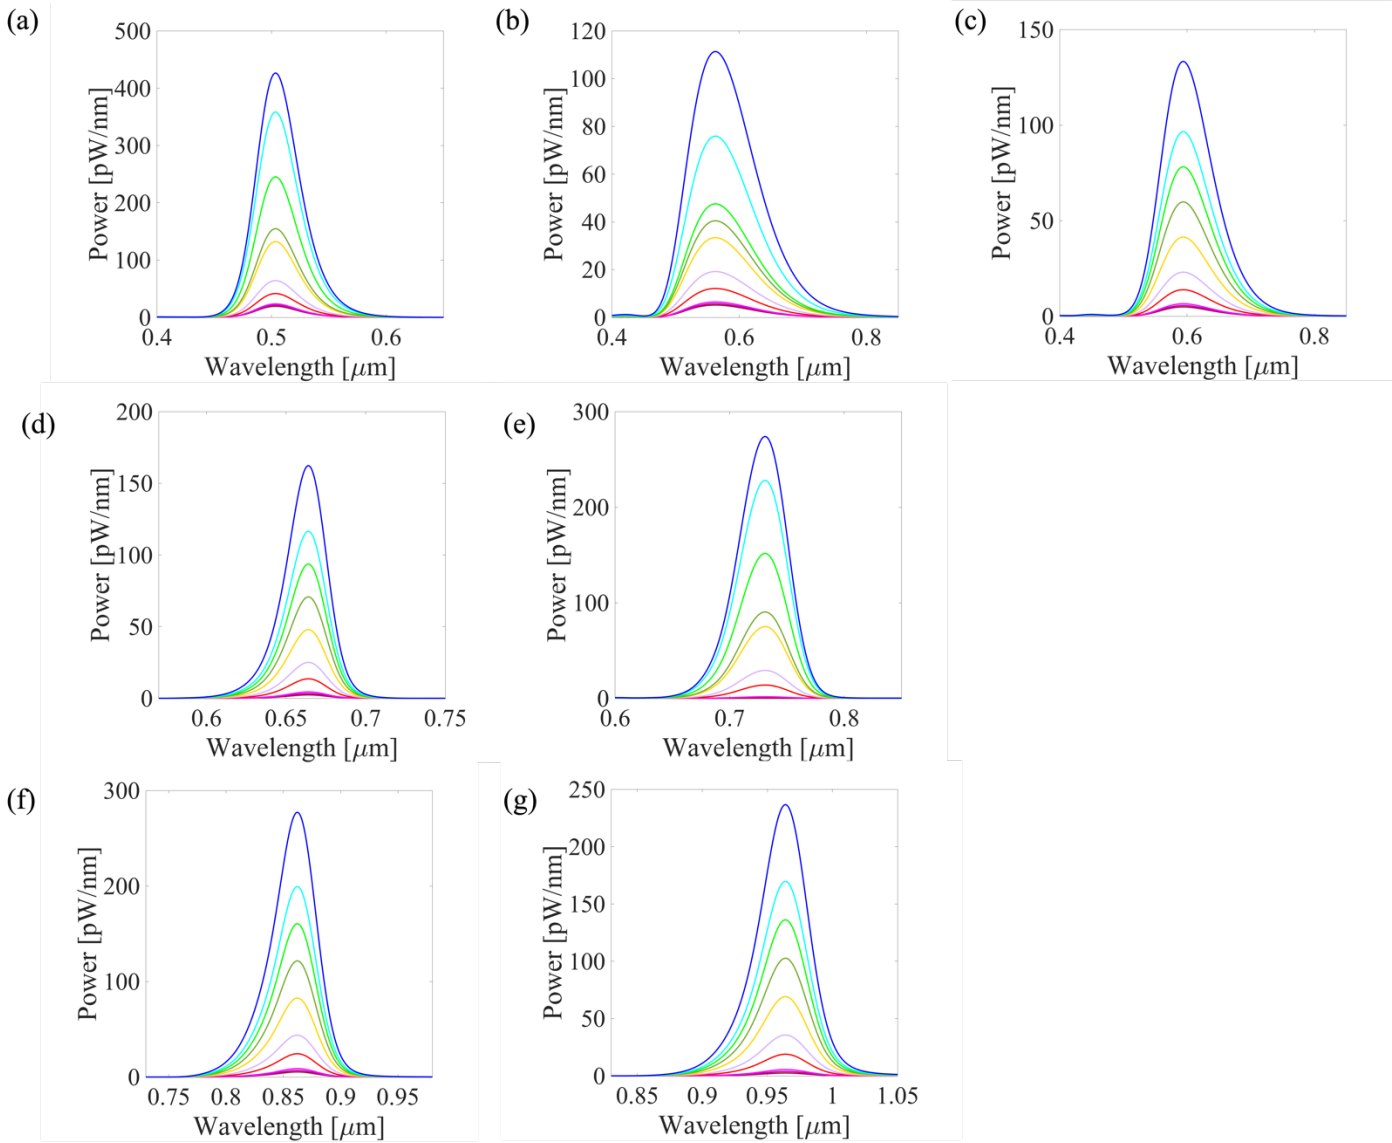 (a)
500
400
300
200
100
0
Power [pW/nm]
0.4 0.5 0.6
Wavelength [μm]
(b)
120
100
80
60
40
20
0
Power [pW/nm]
0.4 0.6 0.8
Wavelength [μm]
(c)
150
100
50
0
Power [pW/nm]
0.4 0.6 0.8
Wavelength [μm]
(d)
200
150
100
50
0
Power [pW/nm]
0.6 0.65 0.7 0.75
Wavelength [μm]
(e)
300
200
100
0
Power [pW/nm]
0.6 0.7 0.8
Wavelength [μm]
(f)
300
200
100
0
Power [pW/nm]
0.75 0.8 0.85 0.9 0.95
Wavelength [μm]
(g)
250
200
150
100
50
0
Power [pW/nm]
0.85 0.9 0.95 1 1.05
Wavelength [μm]